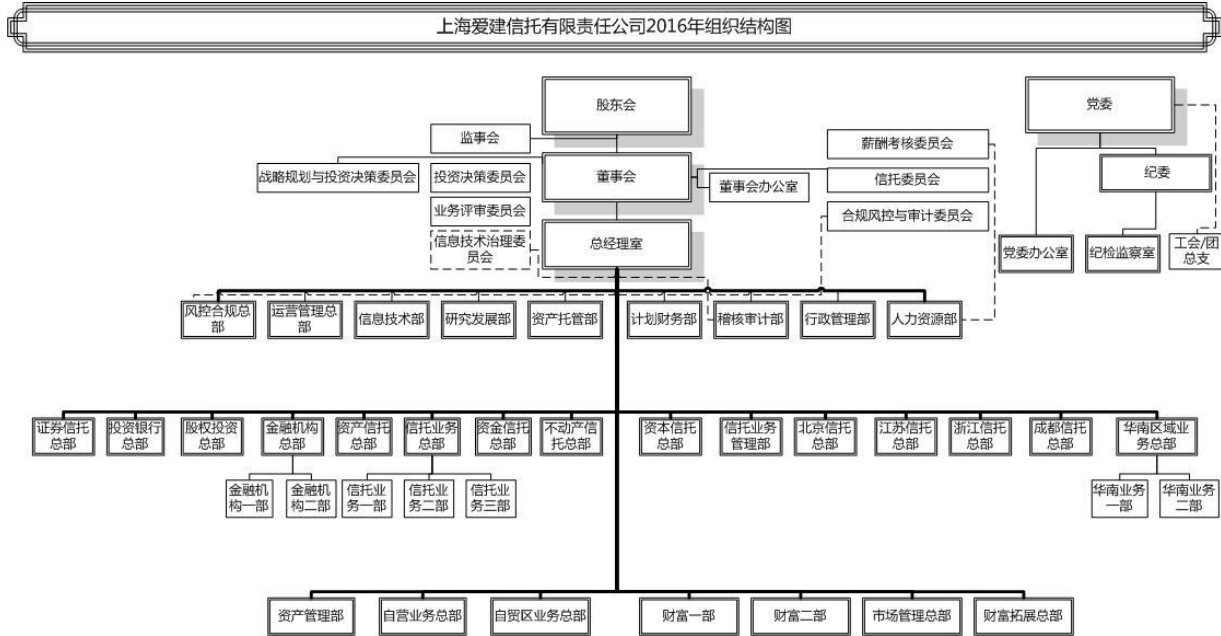 上海爱建信托有限责任公司2016年组织结构图
股东会
党委
监事会
薪酬考核委员会
战略规划与投资决策委员会
投资决策委员会
董事会
董事会办公室
信托委员会
纪委
业务评审委员会
合规风控与审计委员会
信息技术治理委
员会
总经理室
党委办公室
纪检监察室
工会/团
总支
风控合规总
部
运营管理总
部
信息技术部
研究发展部
资产托管部
计划财务部
稽核审计部
行政管理部
人力资源部
证券信托
总部
投资银行
总部
股权投资
总部
金融机构
总部
资产信托
总部
信托业务
总部
资金信托
总部
不动产信
托总部
资本信托
总部
信托业务
管理部
北京信托
总部
江苏信托
总部
浙江信托
总部
成都信托
总部
华南区域业
务总部
金融机
构一部
金融机
构二部
信托业
务一部
信托业
务二部
信托业
务三部
华南业务
一部
华南业务
二部
资产管理部
自营业务总部
自贸区业务总部
财富一部
财富二部
市场管理总部
财富拓展总部